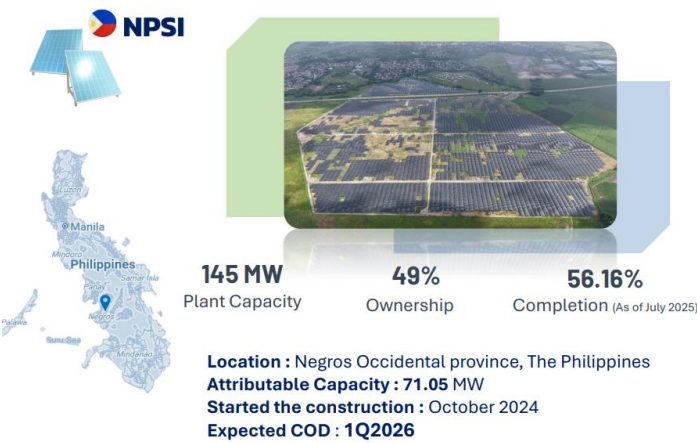 NPSI
Luzon
Manila
Mindoro
Philippines
Samar Isla
Panay
Negros
Palawa
Sulu Sea
Mindanao
145 MW
Plant Capacity
49%
Ownership
56.16%
Completion (As of July 2025)
Location : Negros Occidental province, The Philippines
Attributable Capacity : 71.05 MW
Started the construction : October 2024
Expected COD : 1Q2026